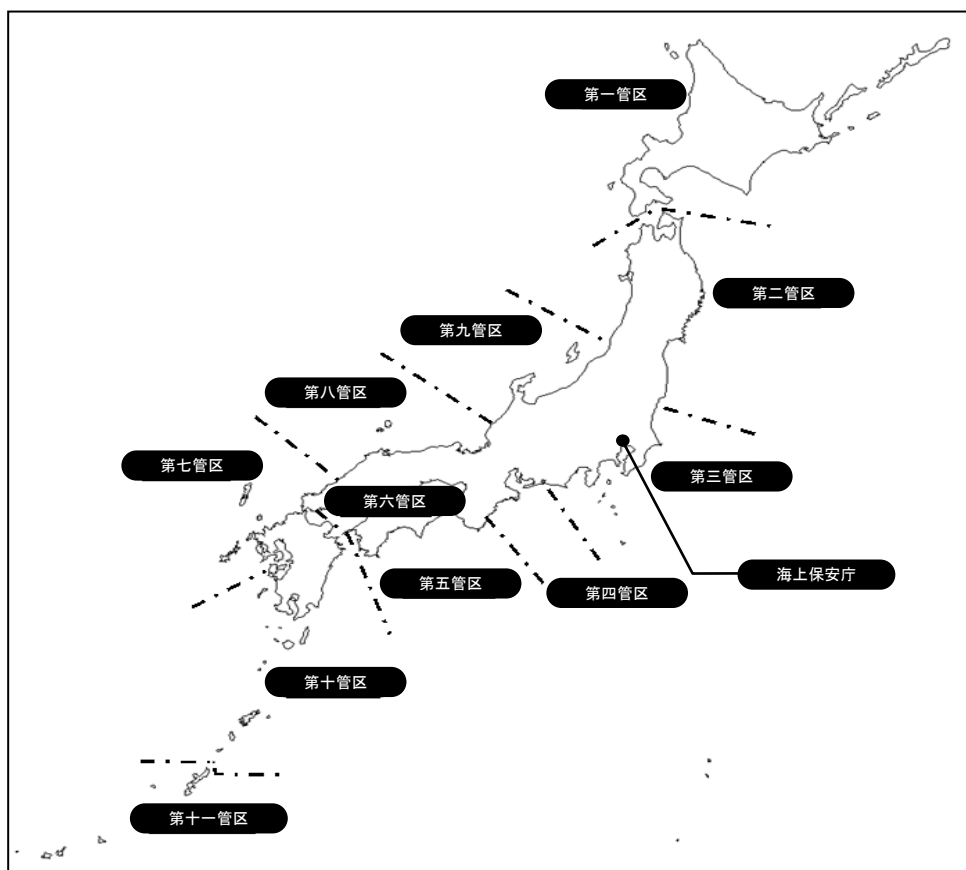 第一管区
第二管区
第九管区
第八管区
第七管区
第三管区
第六管区
海上保安庁
第五管区
第四管区
第十管区
第十一管区